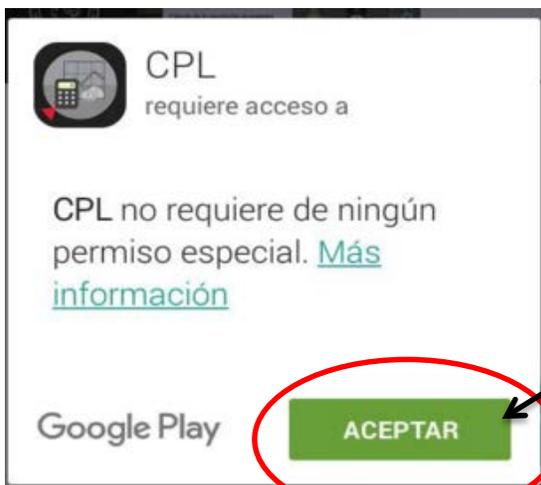 CPL
requiere acceso a
CPL no requiere de ningún
permiso especial. Más
información
Google Play
ACEPTAR